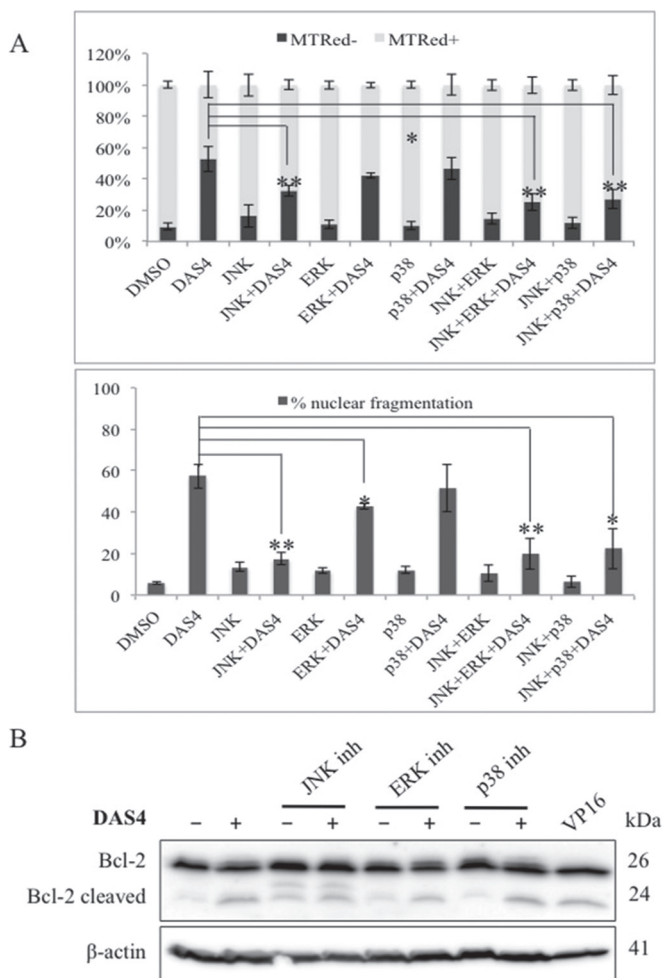 A
MTRed- MTRed+
120%
100%
80%
60%
40%
20%
0%
*
** ** **
DMSO DAS4 JNK JNK+DAS4 ERK ERK+DAS4 p38 p38+DAS4 JNK+ERK JNK+ERK+DAS4 JNK+p38 JNK+p38+DAS4
% nuclear fragmentation
100
80
60
40
20
0
** * ** *
DMSO DAS4 JNK JNK+DAS4 ERK ERK+DAS4 p38 p38+DAS4 JNK+ERK JNK+ERK+DAS4 JNK+p38 JNK+p38+DAS4
B
JNK inh ERK inh p38 inh
DAS4 – + – + – + – + VP16 kDa
Bcl-2 26
Bcl-2 cleaved 24
β-actin 41